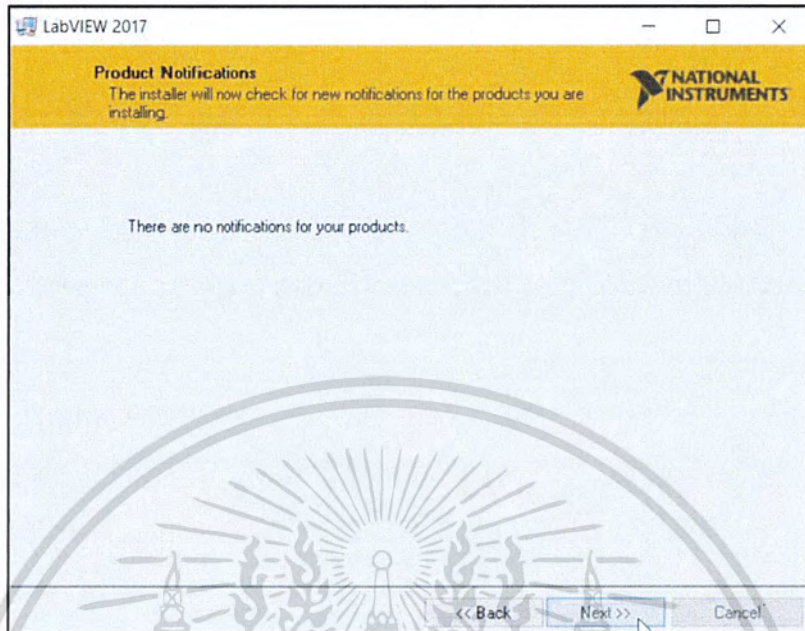 LabVIEW 2017
Product Notifications
The installer will now check for new notifications for the products you are
installing.
NATIONAL
INSTRUMENTS
There are no notifications for your products.
<< Back
Next >>
Cancel